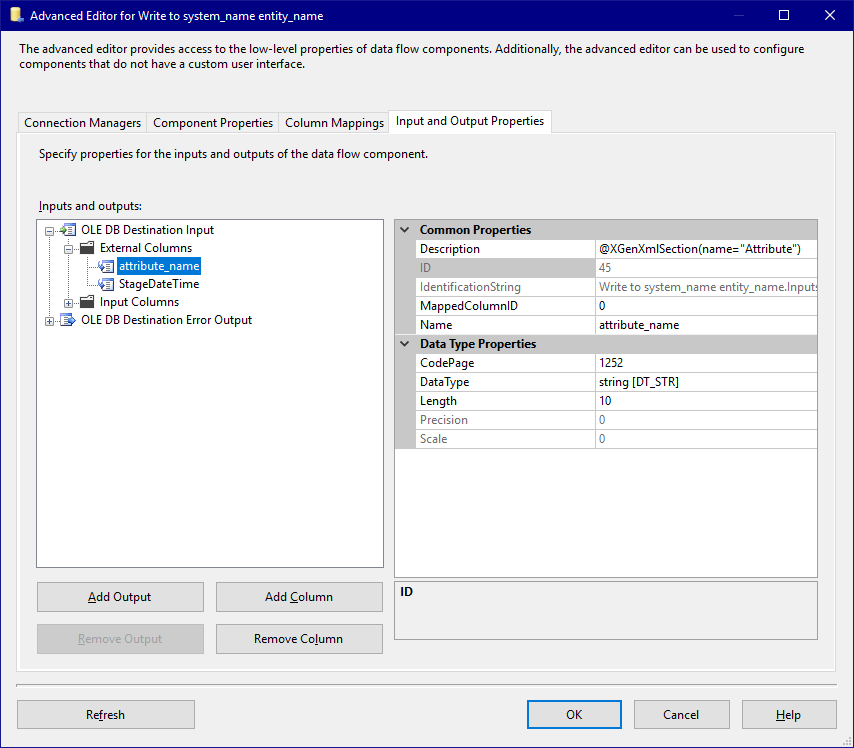 Advanced Editor for Write to system_name entity_name
The advanced editor provides access to the low-level properties of data flow components. Additionally, the advanced editor can be used to configure
components that do not have a custom user interface.
Connection Managers Component Properties Column Mappings Input and Output Properties
Specify properties for the inputs and outputs of the data flow component.
Inputs and outputs:
OLE DB Destination Input
External Columns
attribute_name
StageDateTime
Input Columns
OLE DB Destination Error Output
Common Properties
Description @XGenXmlSection(name="Attribute")
ID 45
IdentificationString Write to system_name entity_name.Inputs
MappedColumnID 0
Name attribute_name
Data Type Properties
CodePage 1252
DataType string [DT_STR]
Length 10
Precision 0
Scale 0
Add Output Add Column
Remove Output Remove Column
ID
Refresh OK Cancel Help